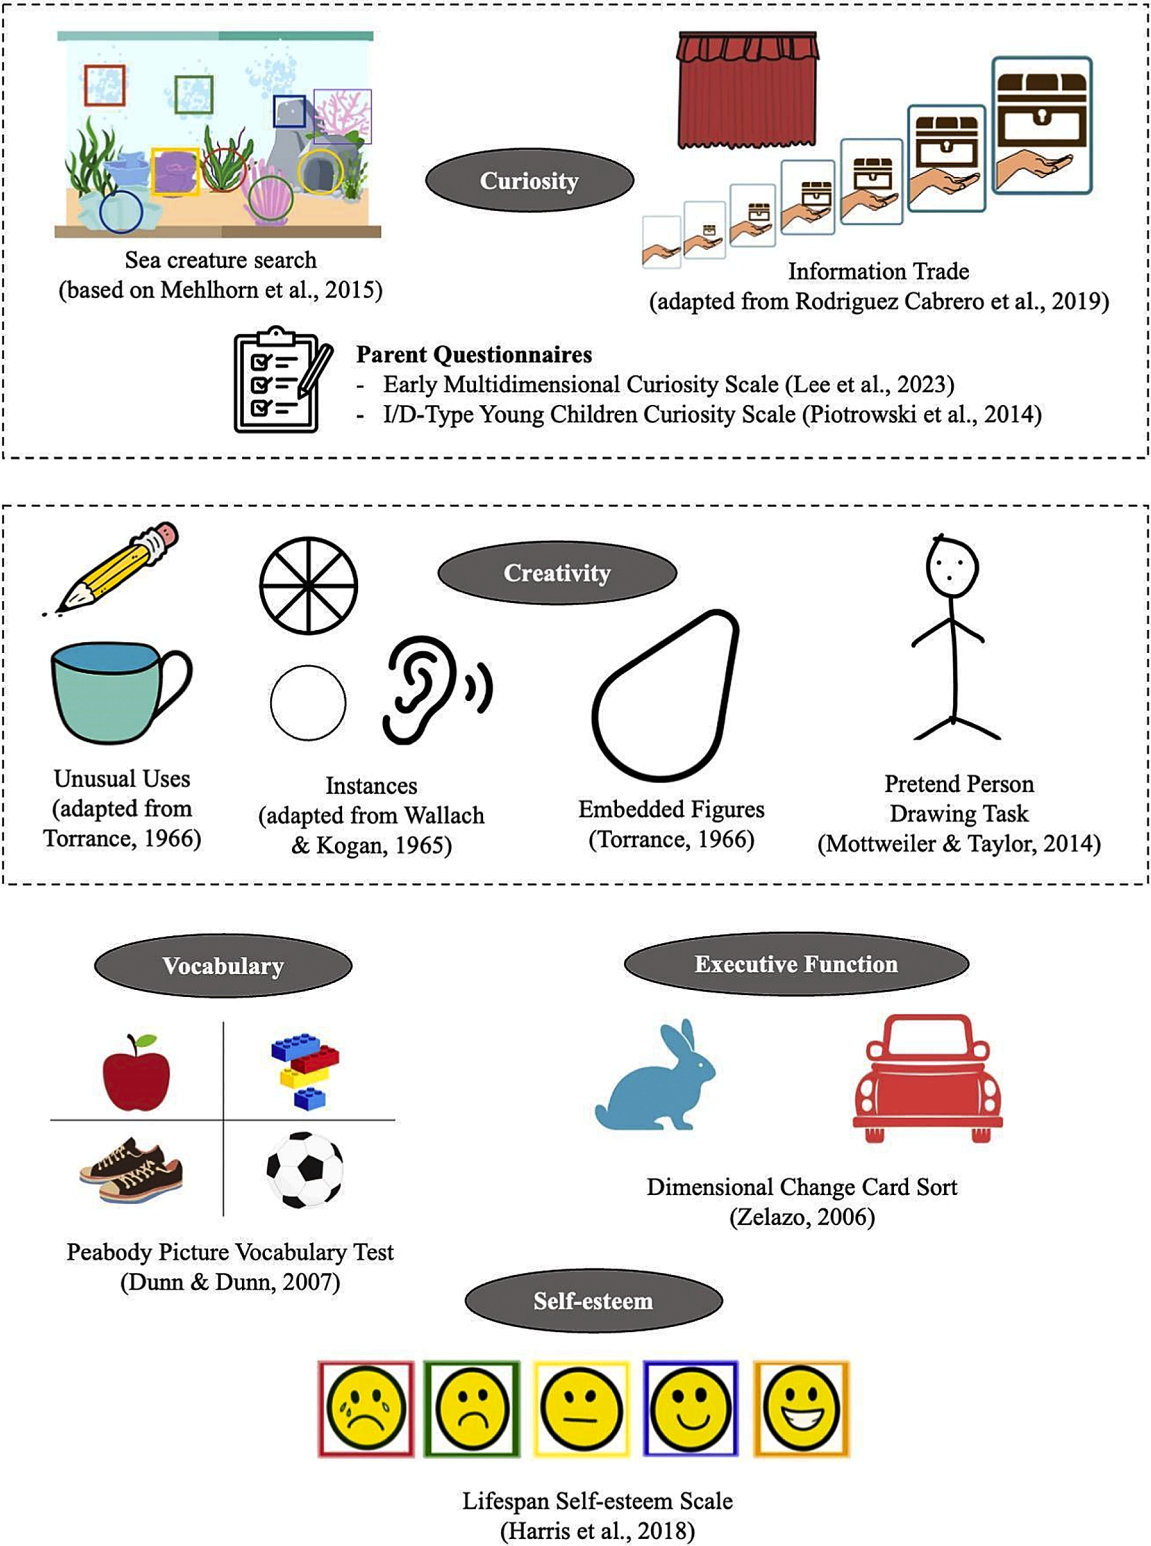 Curiosity
Sea creature search
(based on Mehlhorn et al., 2015)
Information Trade
(adapted from Rodriguez Cabrero et al., 2019)
Parent Questionnaires
- Early Multidimensional Curiosity Scale (Lee et al., 2023)
- I/D-Type Young Children Curiosity Scale (Piotrowski et al., 2014)
Creativity
Unusual Uses
(adapted from
Torrance, 1966)
Instances
(adapted from Wallach
& Kogan, 1965)
Embedded Figures
(Torrance, 1966)
Pretend Person
Drawing Task
(Mottweiler & Taylor, 2014)
Vocabulary
Peabody Picture Vocabulary Test
(Dunn & Dunn, 2007)
Executive Function
Dimensional Change Card Sort
(Zelazo, 2006)
Self-esteem
Lifespan Self-esteem Scale
(Harris et al., 2018)